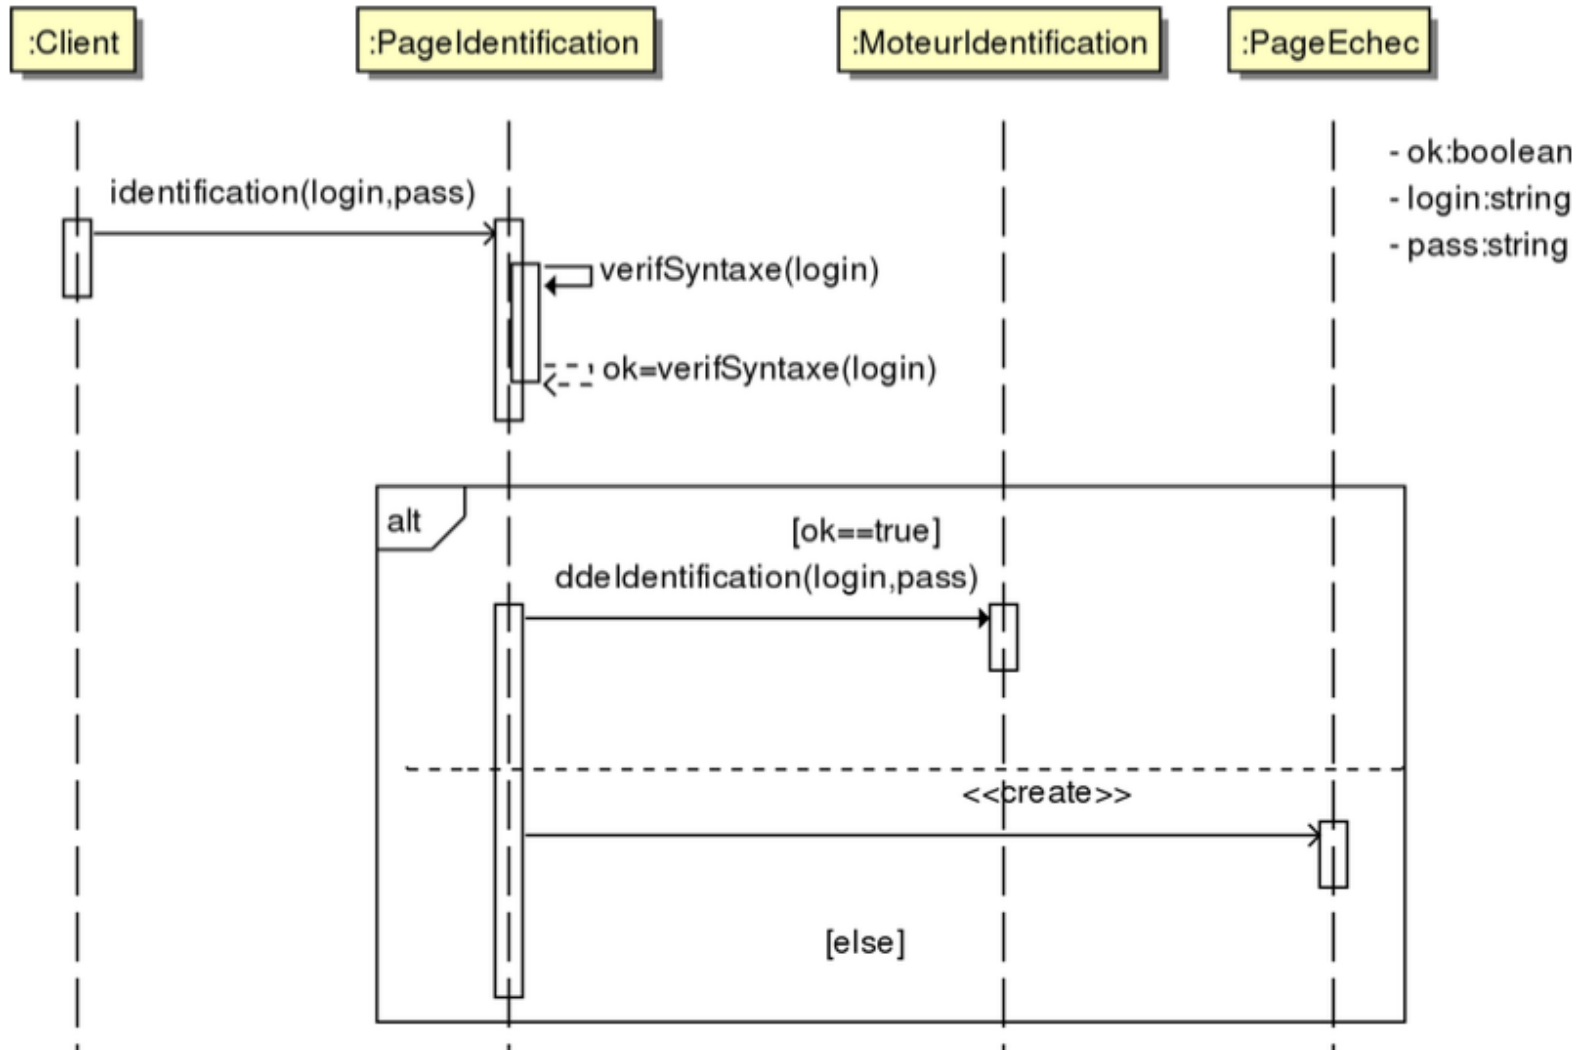 :Client
:PageIdentification
:MoteurIdentification
:PageEchec
- ok:boolean
- login:string
- pass:string
identification(login,pass)
verifSyntaxe(login)
ok=verifSyntaxe(login)
alt
[ok==true]
ddeIdentification(login,pass)
<<create>>
[else]